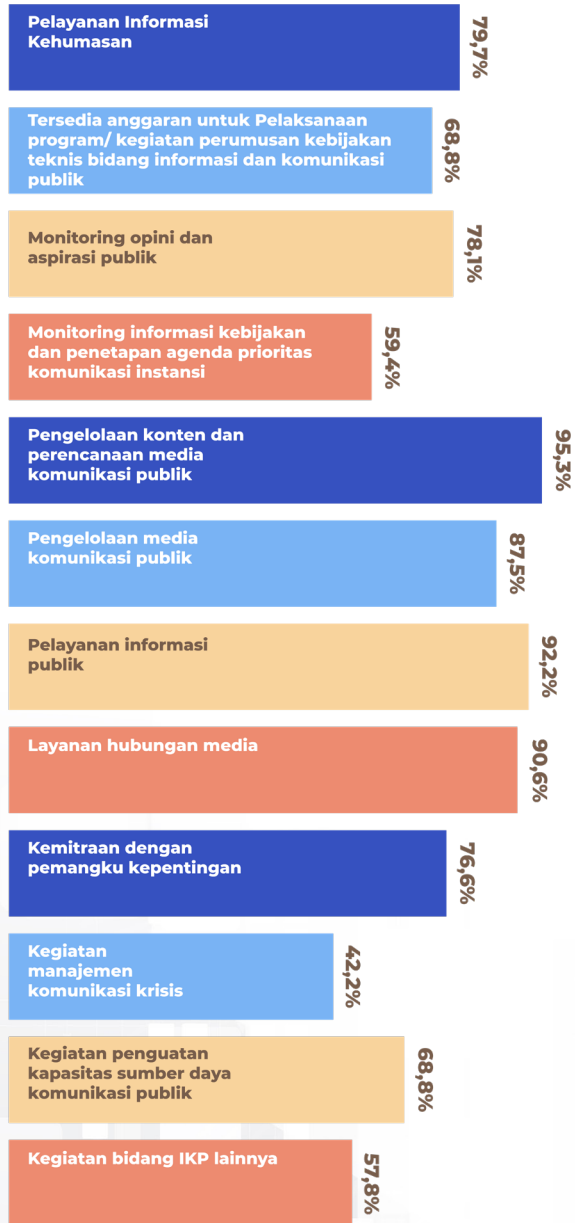 Pelayanan Informasi
Kehumasan
79,7%
Tersedia anggaran untuk Pelaksanaan
program/ kegiatan perumusan kebijakan
teknis bidang informasi dan komunikasi
publik
68,8%
Monitoring opini dan
aspirasi publik
78,1%
Monitoring informasi kebijakan
dan penetapan agenda prioritas
komunikasi instansi
59,4%
Pengelolaan konten dan
perencanaan media
komunikasi publik
95,3%
Pengelolaan media
komunikasi publik
87,5%
Pelayanan informasi
publik
92,2%
Layanan hubungan media
90,6%
Kemitraan dengan
pemangku kepentingan
76,6%
Kegiatan
manajemen
komunikasi krisis
42,2%
Kegiatan penguatan
kapasitas sumber daya
komunikasi publik
68,8%
Kegiatan bidang IKP lainnya
57,8%